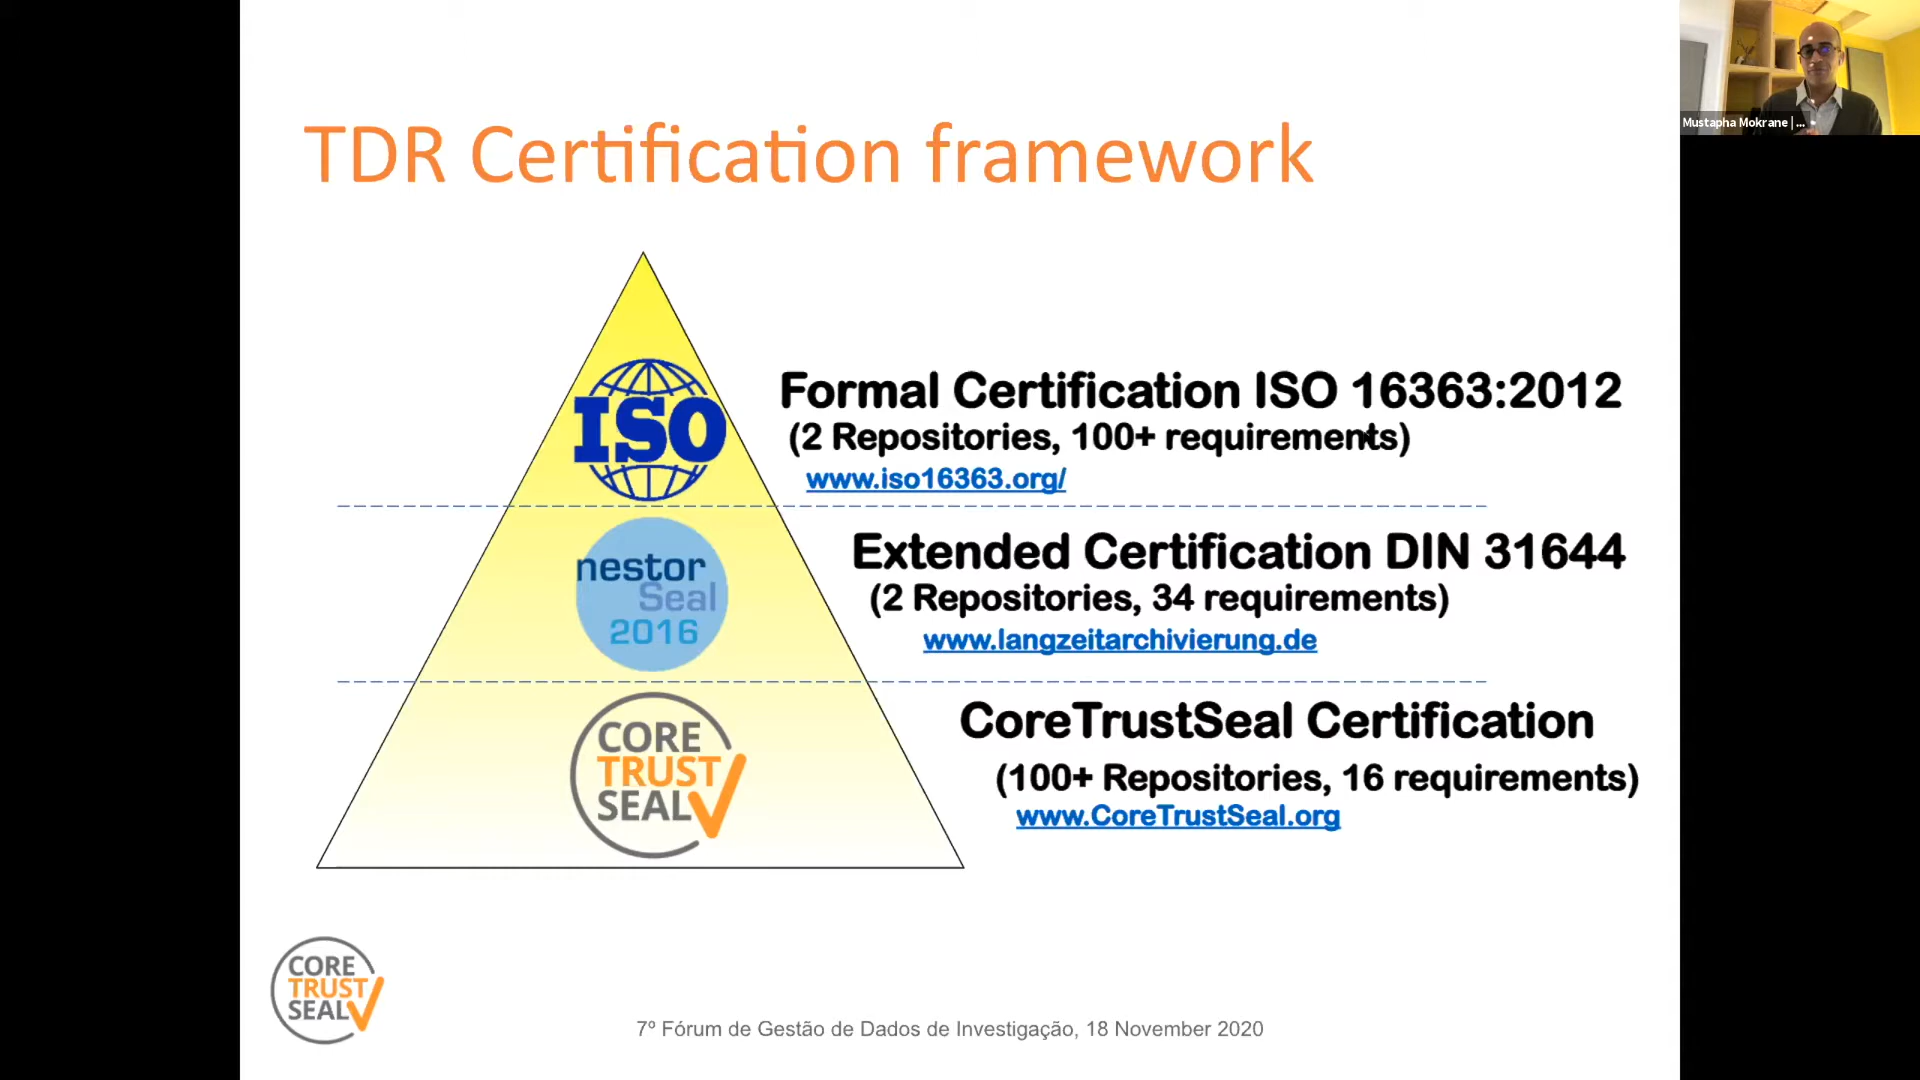 Mustapha Mokrane | ...
TDR Certification framework
ISO
Formal Certification ISO 16363:2012
(2 Repositories, 100+ requirements)
www.iso16363.org/
nestor
Seal
2016
Extended Certification DIN 31644
(2 Repositories, 34 requirements)
www.langzeitarchivierung.de
CORE
TRUST
SEAL
CoreTrustSeal Certification
(100+ Repositories, 16 requirements)
www.CoreTrustSeal.org
CORE
TRUST
SEAL
7º Fórum de Gestão de Dados de Investigação, 18 November 2020